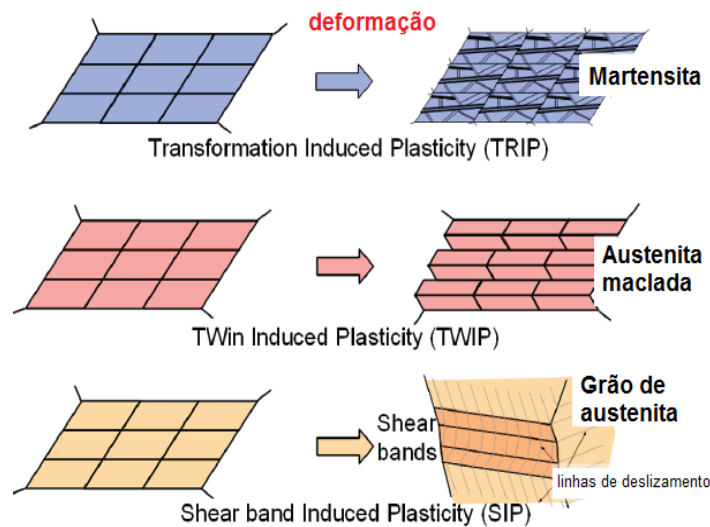 deformação
Martensita
Transformation Induced Plasticity (TRIP)
Austenita
maclada
TWin Induced Plasticity (TWIP)
Grão de
austenita
Shear
bands
linhas de deslizamento
Shear band Induced Plasticity (SIP)